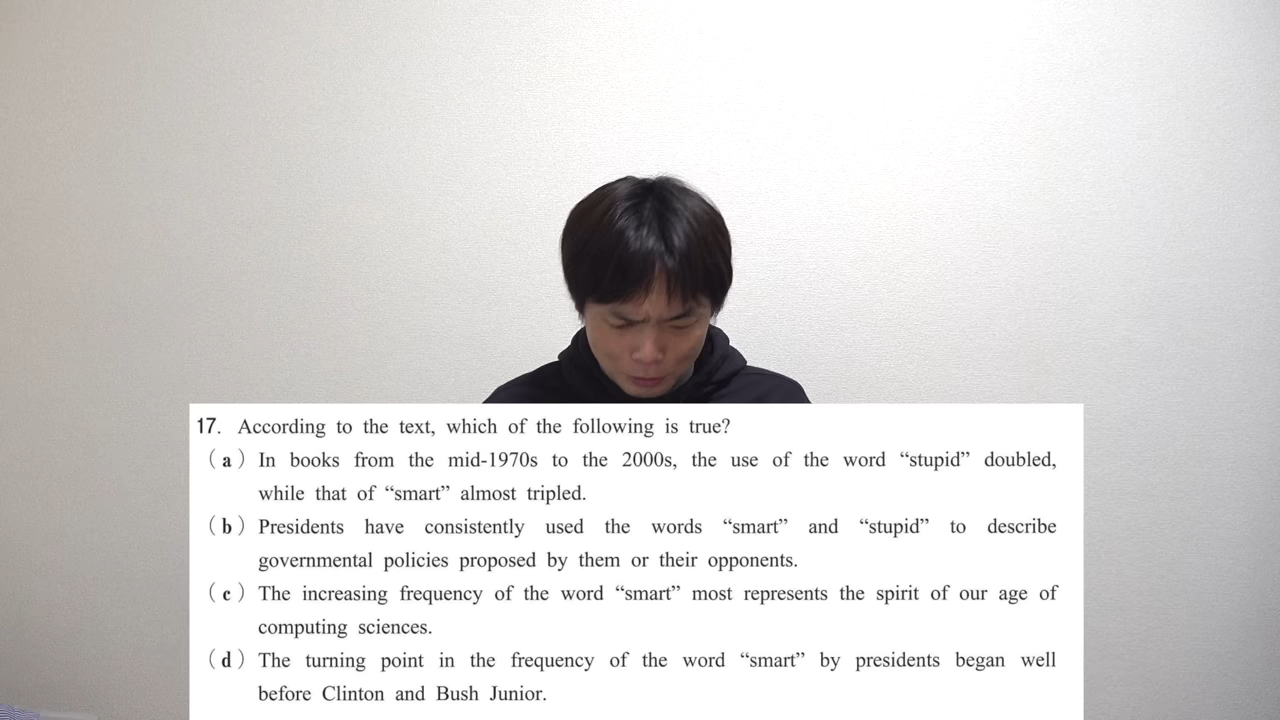 17. According to the text, which of the following is true?
( a ) In books from the mid-1970s to the 2000s, the use of the word “stupid” doubled,
while that of “smart” almost tripled.
( b ) Presidents have consistently used the words “smart” and “stupid” to describe
governmental policies proposed by them or their opponents.
( c ) The increasing frequency of the word “smart” most represents the spirit of our age of
computing sciences.
( d ) The turning point in the frequency of the word “smart” by presidents began well
before Clinton and Bush Junior.